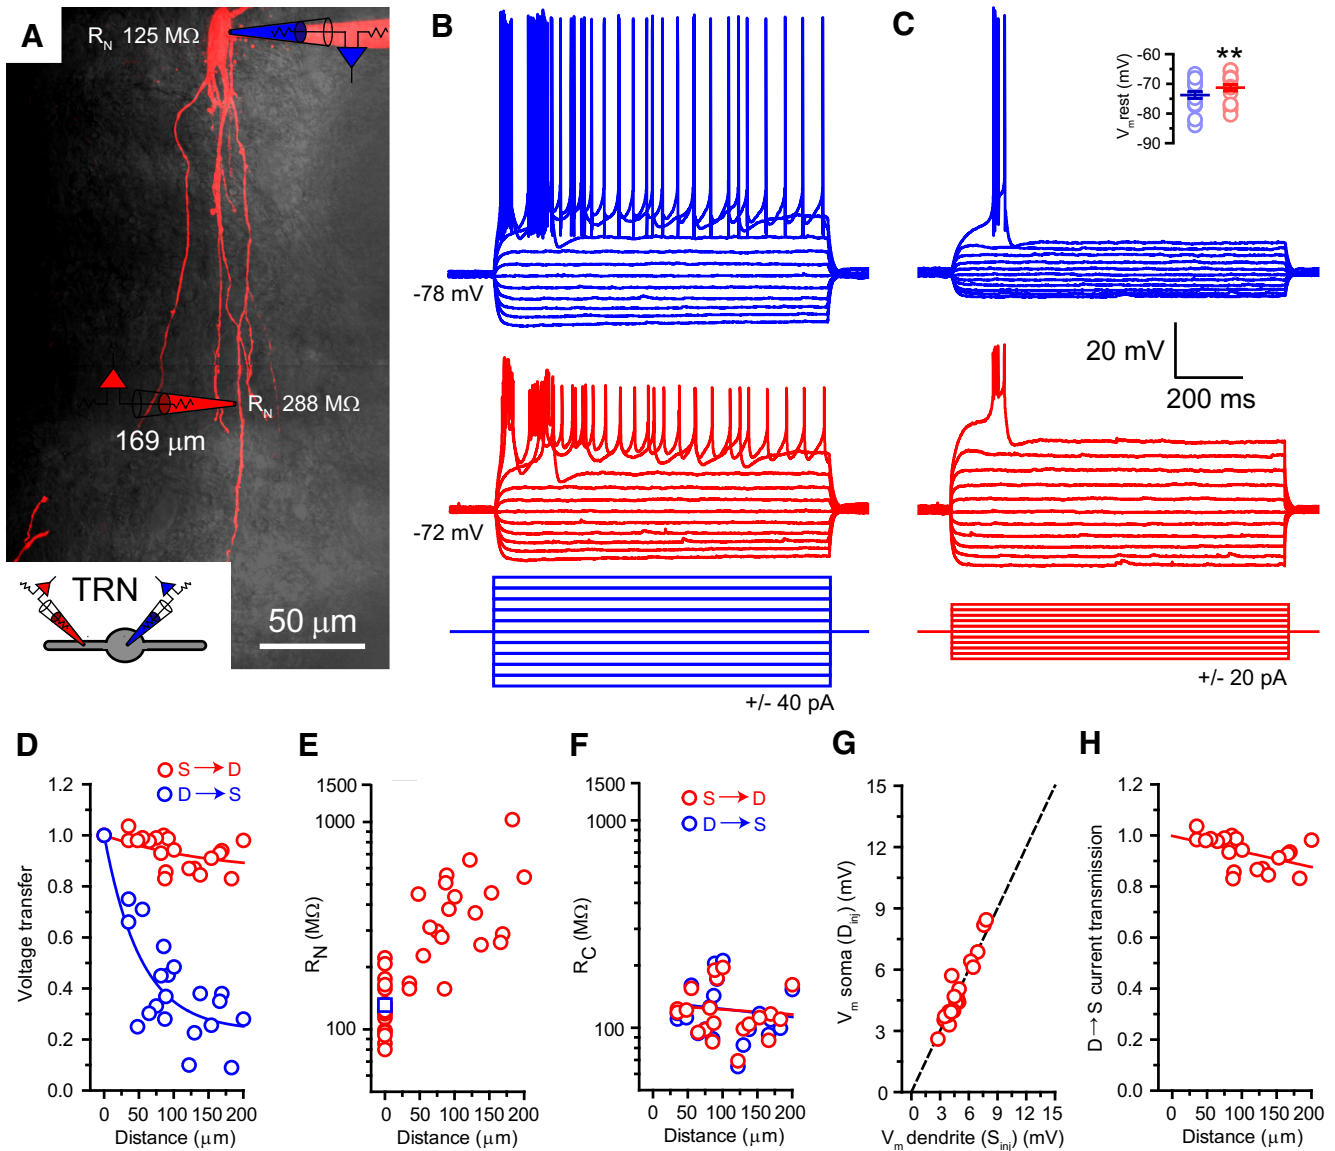 A
R_N 125 MΩ
R_N 288 MΩ
169 μm
TRN
50 μm
B
-78 mV
-72 mV
+/- 40 pA
C
-60
-70
-80
-90
V_m rest (mV)
**
20 mV
200 ms
+/- 20 pA
D
S → D
D → S
1.2
1.0
0.8
0.6
0.4
0.2
0.0
Voltage transfer
0 50 100 150 200
Distance (μm)
E
1500
1000
100
R_N (MΩ)
0 50 100 150 200
Distance (μm)
F
S → D
D → S
1500
1000
100
R_C (MΩ)
0 50 100 150 200
Distance (μm)
G
15
12
9
6
3
0
V_m soma (D_inj) (mV)
0 3 6 9 12 15
V_m dendrite (S_inj) (mV)
H
1.2
1.0
0.8
0.6
0.4
0.2
0.0
D → S current transmission
0 50 100 150 200
Distance (μm)